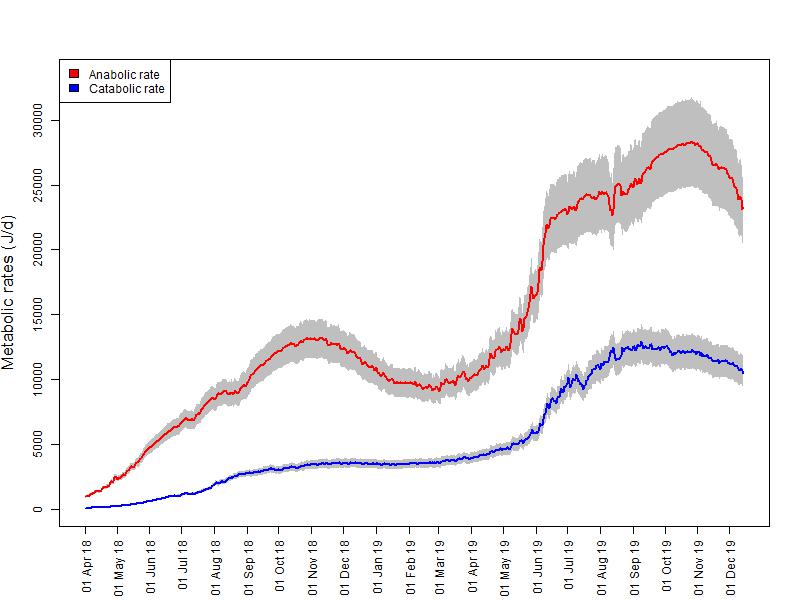 Anabolic rate
Catabolic rate
Metabolic rates (J/d)
30000
25000
20000
15000
10000
5000
0
01 Apr 18
01 May 18
01 Jun 18
01 Jul 18
01 Aug 18
01 Sep 18
01 Oct 18
01 Nov 18
01 Dec 18
01 Jan 19
01 Feb 19
01 Mar 19
01 Apr 19
01 May 19
01 Jun 19
01 Jul 19
01 Aug 19
01 Sep 19
01 Oct 19
01 Nov 19
01 Dec 19